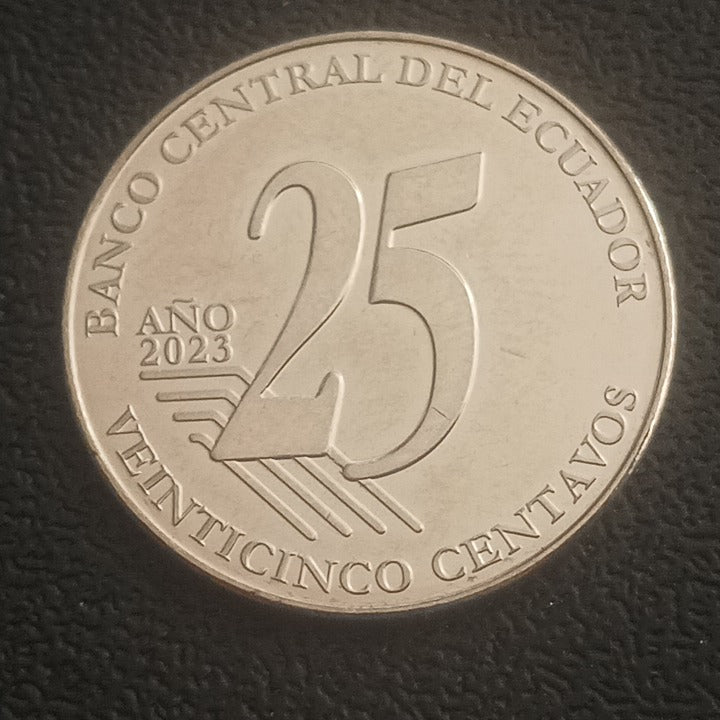 BANCO CENTRAL DEL ECUADOR
25
AÑO
2023
VEINTICINCO CENTAVOS